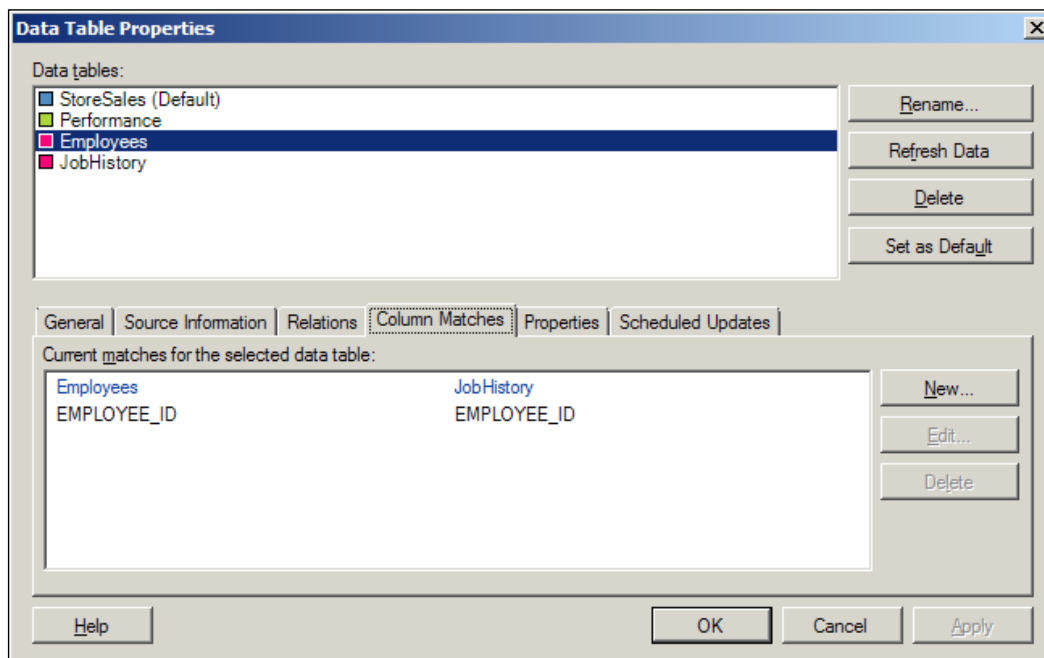 Data Table Properties
Data tables:
StoreSales (Default)
Performance
Employees
JobHistory
Rename...
Refresh Data
Delete
Set as Default
General Source Information Relations Column Matches Properties Scheduled Updates
Current matches for the selected data table:
Employees JobHistory
EMPLOYEE_ID EMPLOYEE_ID
New...
Edit...
Delete
Help OK Cancel Apply